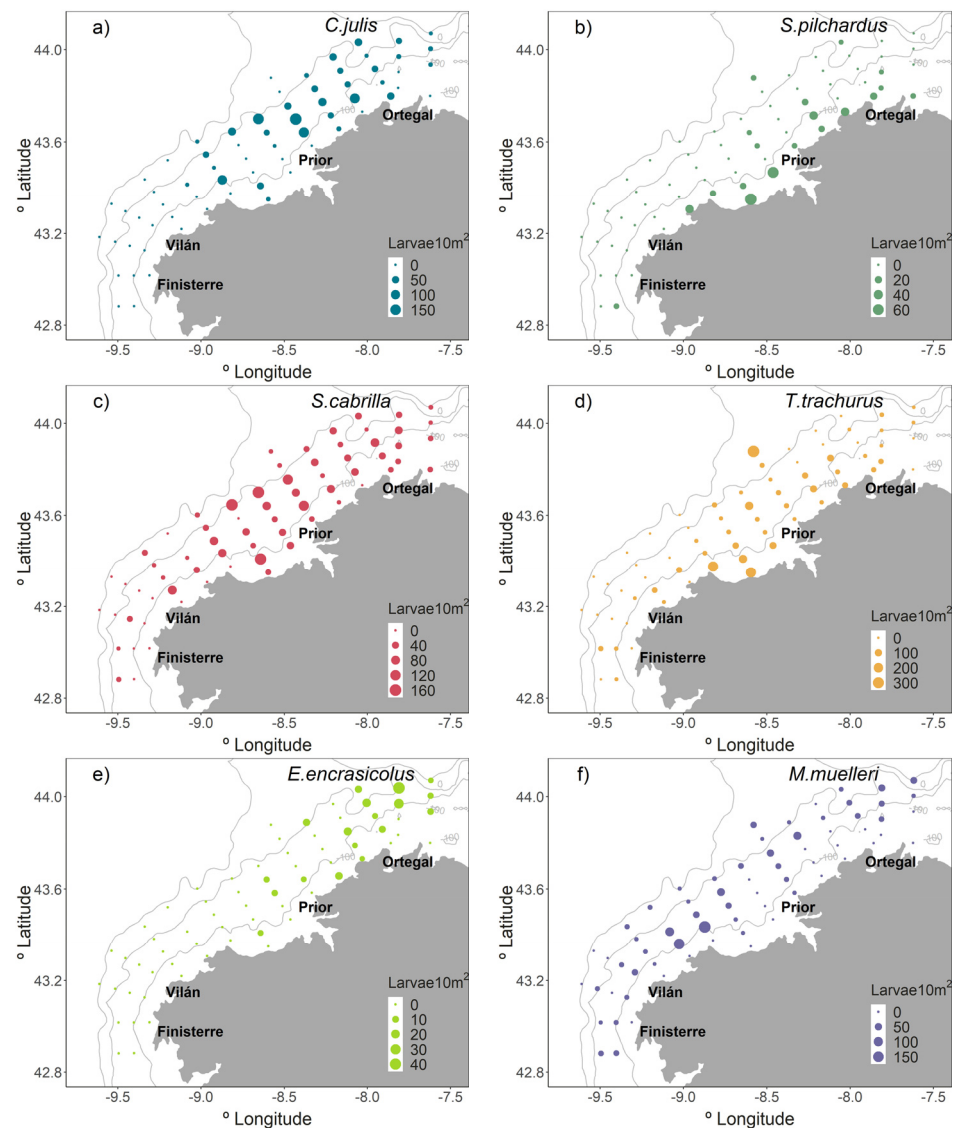 a) C.julis
44.0
43.6
43.2
42.8
º Latitude
0
100
100
Ortegal
Prior
Vilán
Finisterre
Larvae10m²
0
50
100
150
-9.5 -9.0 -8.5 -8.0 -7.5
º Longitude
b) S.pilchardus
44.0
43.6
43.2
42.8
º Latitude
0
100
100
Ortegal
Prior
Vilán
Finisterre
Larvae10m²
0
20
40
60
-9.5 -9.0 -8.5 -8.0 -7.5
º Longitude
c) S.cabrilla
44.0
43.6
43.2
42.8
º Latitude
0
100
100
Ortegal
Prior
Vilán
Finisterre
Larvae10m²
0
40
80
120
160
-9.5 -9.0 -8.5 -8.0 -7.5
º Longitude
d) T.trachurus
44.0
43.6
43.2
42.8
º Latitude
0
100
100
Ortegal
Prior
Vilán
Finisterre
Larvae10m²
0
100
200
300
-9.5 -9.0 -8.5 -8.0 -7.5
º Longitude
e) E.encrasicolus
44.0
43.6
43.2
42.8
º Latitude
0
100
100
Ortegal
Prior
Vilán
Finisterre
Larvae10m²
0
10
20
30
40
-9.5 -9.0 -8.5 -8.0 -7.5
º Longitude
f) M.muelleri
44.0
43.6
43.2
42.8
º Latitude
0
100
100
Ortegal
Prior
Vilán
Finisterre
Larvae10m²
0
50
100
150
-9.5 -9.0 -8.5 -8.0 -7.5
º Longitude